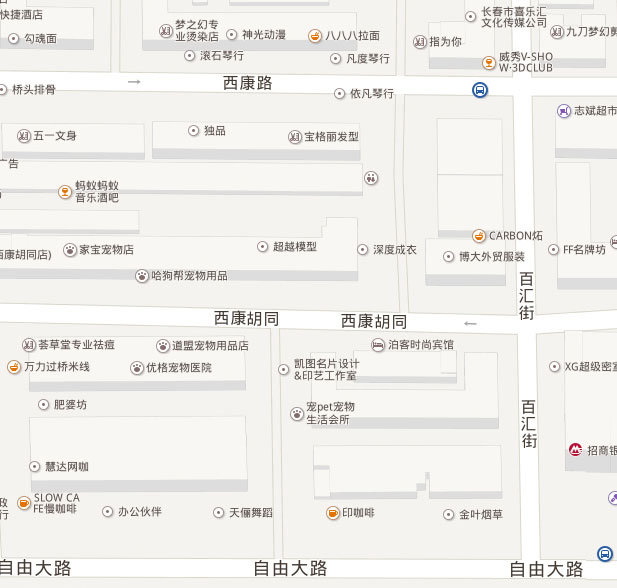 长春市喜乐汇
文化传媒公司
快捷酒店
梦之幻专
业烫染店
神光动漫
八八八拉面
九刀梦幻剪
勾魂面
指为你
滚石琴行
凡度琴行
威秀V-SHO
W·3DCLUB
西康路
桥头排骨
依凡琴行
志斌超市
五一文身
独品
宝格丽发型
广告
蚂蚁蚂蚁
音乐酒吧
CARBON炻
超越模型
深度成衣
FF名牌坊
西康胡同店)
家宝宠物店
博大外贸服装
哈狗帮宠物用品
百汇街
西康胡同
西康胡同
荟草堂专业祛痘
道盟宠物用品店
泊客时尚宾馆
万力过桥米线
优格宠物医院
凯图名片设计
&印艺工作室
XG超级密室
肥婆坊
宠pet宠物
生活会所
百汇街
招商银
慧达网咖
政
行
SLOW CA
FE慢咖啡
办公伙伴
天俪舞蹈
印咖啡
金叶烟草
自由大路
自由大路
自由大路